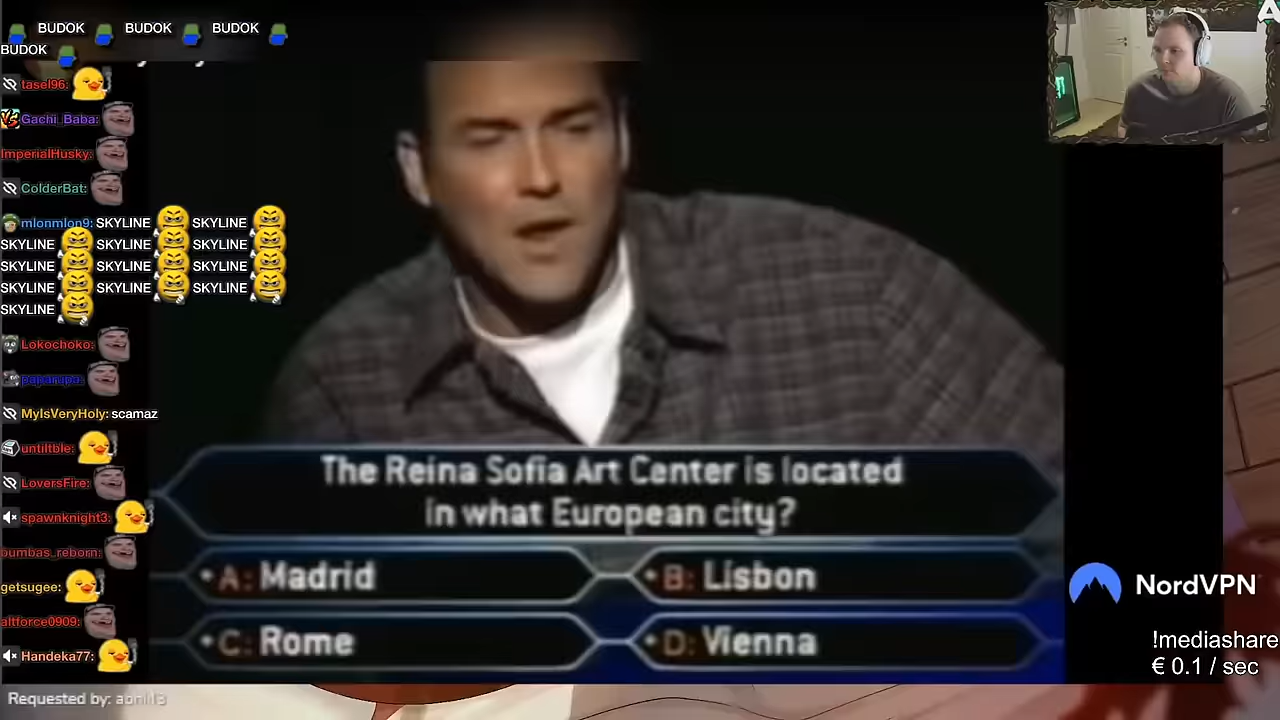 BUDOK BUDOK BUDOK
BUDOK
tasel96:
Gachi_Baba:
ImperialHusky:
ColderBat:
mlonmlon9: SKYLINE SKYLINE
SKYLINE SKYLINE SKYLINE
SKYLINE SKYLINE SKYLINE
SKYLINE SKYLINE SKYLINE
SKYLINE
Lokochoko:
paparupa:
MyIsVeryHoly: scamaz
untiltble:
LoversFire:
spawnknight3:
bumbas_reborn:
getsugee:
altforce0909:
Handeka77:
The Reina Sofia Art Center is located
in what European city?
A: Madrid
B: Lisbon
C: Rome
D: Vienna
NordVPN
!mediashare
€ 0.1 / sec
Requested by: